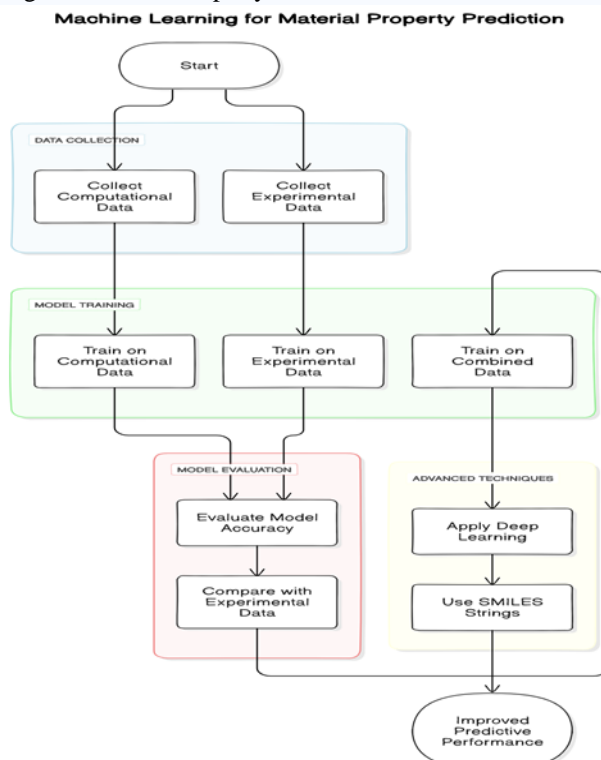 Machine Learning for Material Property Prediction
Start
DATA COLLECTION
Collect
Computational
Data
Collect
Experimental
Data
MODEL TRAINING
Train on
Computational
Data
Train on
Experimental
Data
Train on
Combined
Data
MODEL EVALUATION
Evaluate Model
Accuracy
Compare with
Experimental
Data
ADVANCED TECHNIQUES
Apply Deep
Learning
Use SMILES
Strings
Improved
Predictive
Performance